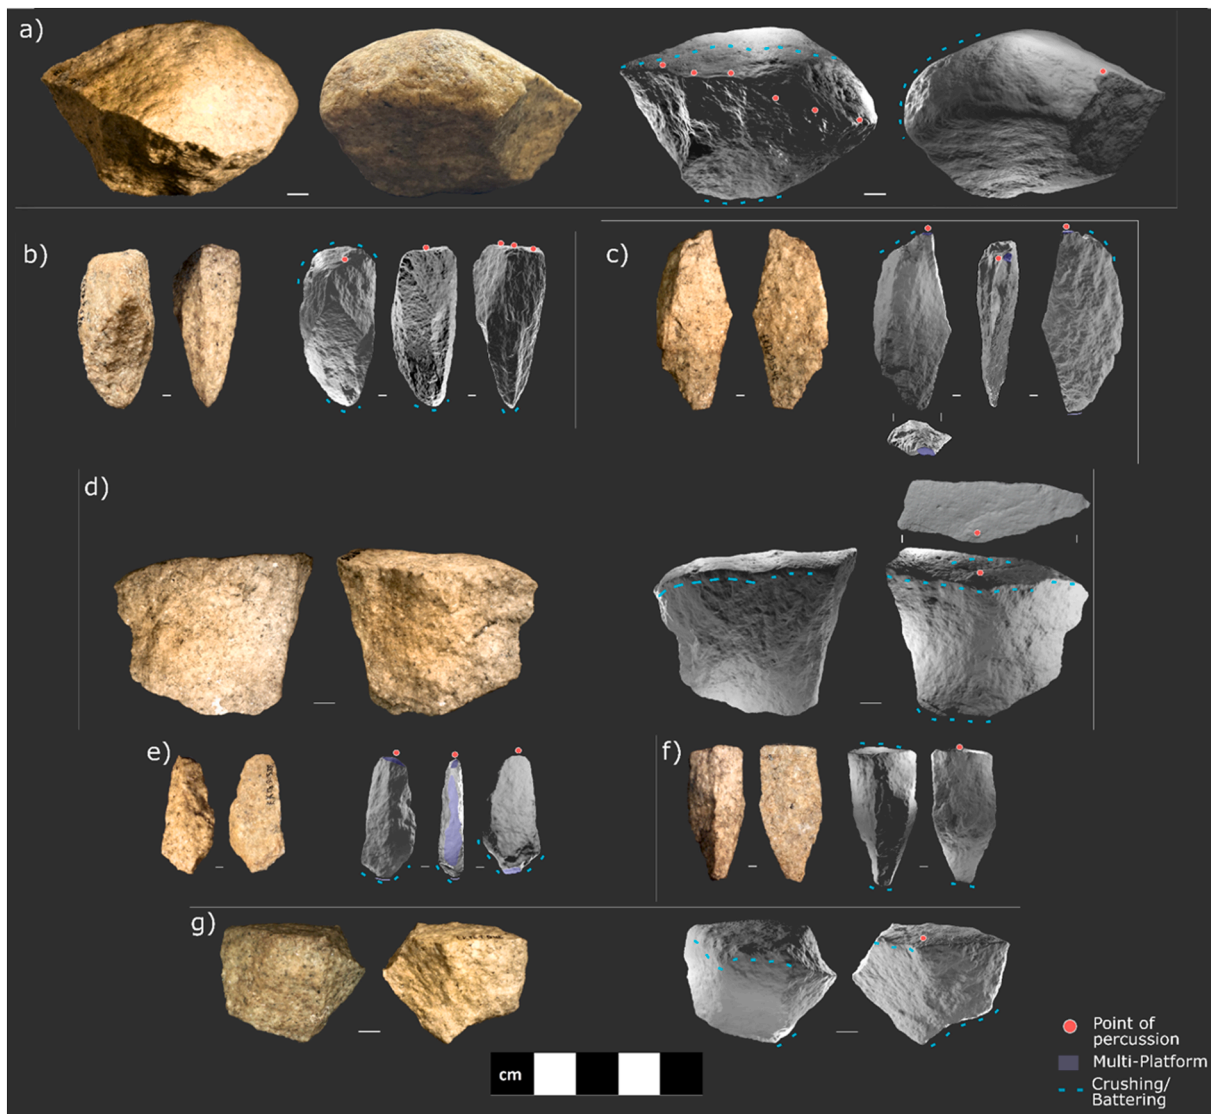 a)
b)
c)
d)
e)
f)
g)
cm
Point of
percussion
Multi-Platform
Crushing/
Battering